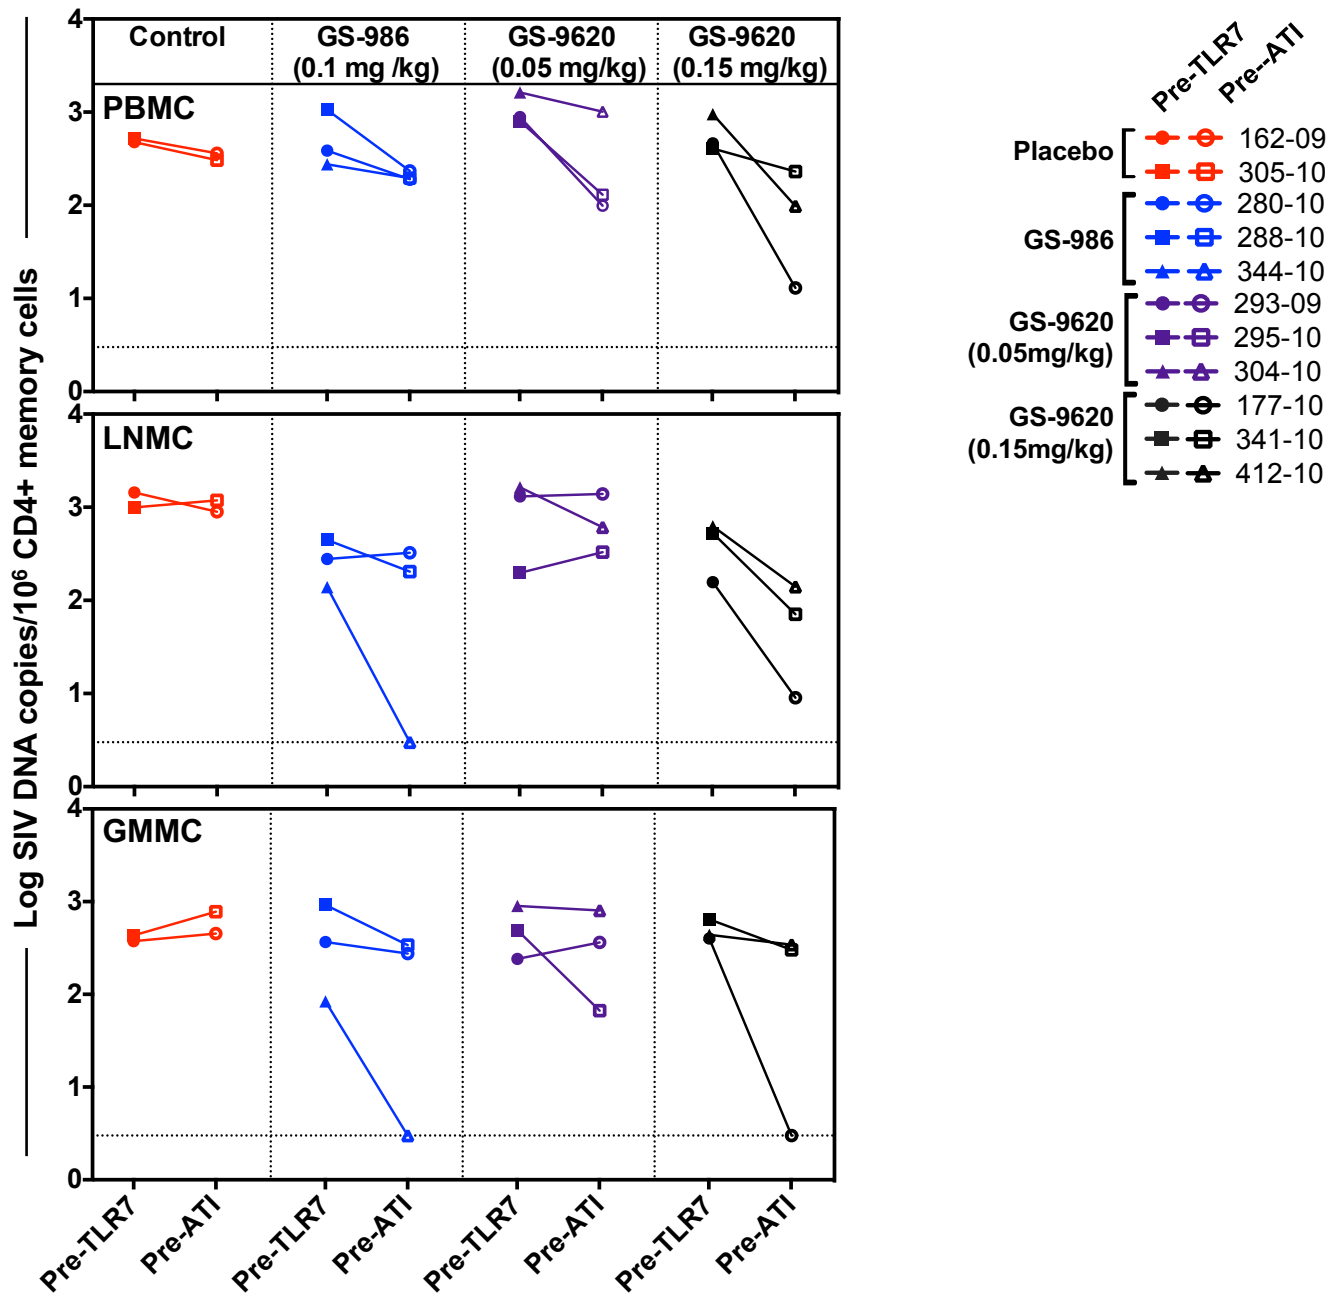 Log SIV DNA copies/10⁶ CD4+ memory cells
4
3
2
1
0
Control
GS-986
(0.1 mg /kg)
GS-9620
(0.05 mg/kg)
GS-9620
(0.15 mg/kg)
PBMC
4
3
2
1
0
LNMC
4
3
2
1
0
GMMC
Pre-TLR7
Pre-ATI
Pre-TLR7
Pre-ATI
Pre-TLR7
Pre-ATI
Pre-TLR7
Pre-ATI
Pre-TLR7
Pre--ATI
Placebo
162-09
305-10
GS-986
280-10
288-10
344-10
GS-9620
(0.05mg/kg)
293-09
295-10
304-10
GS-9620
(0.15mg/kg)
177-10
341-10
412-10